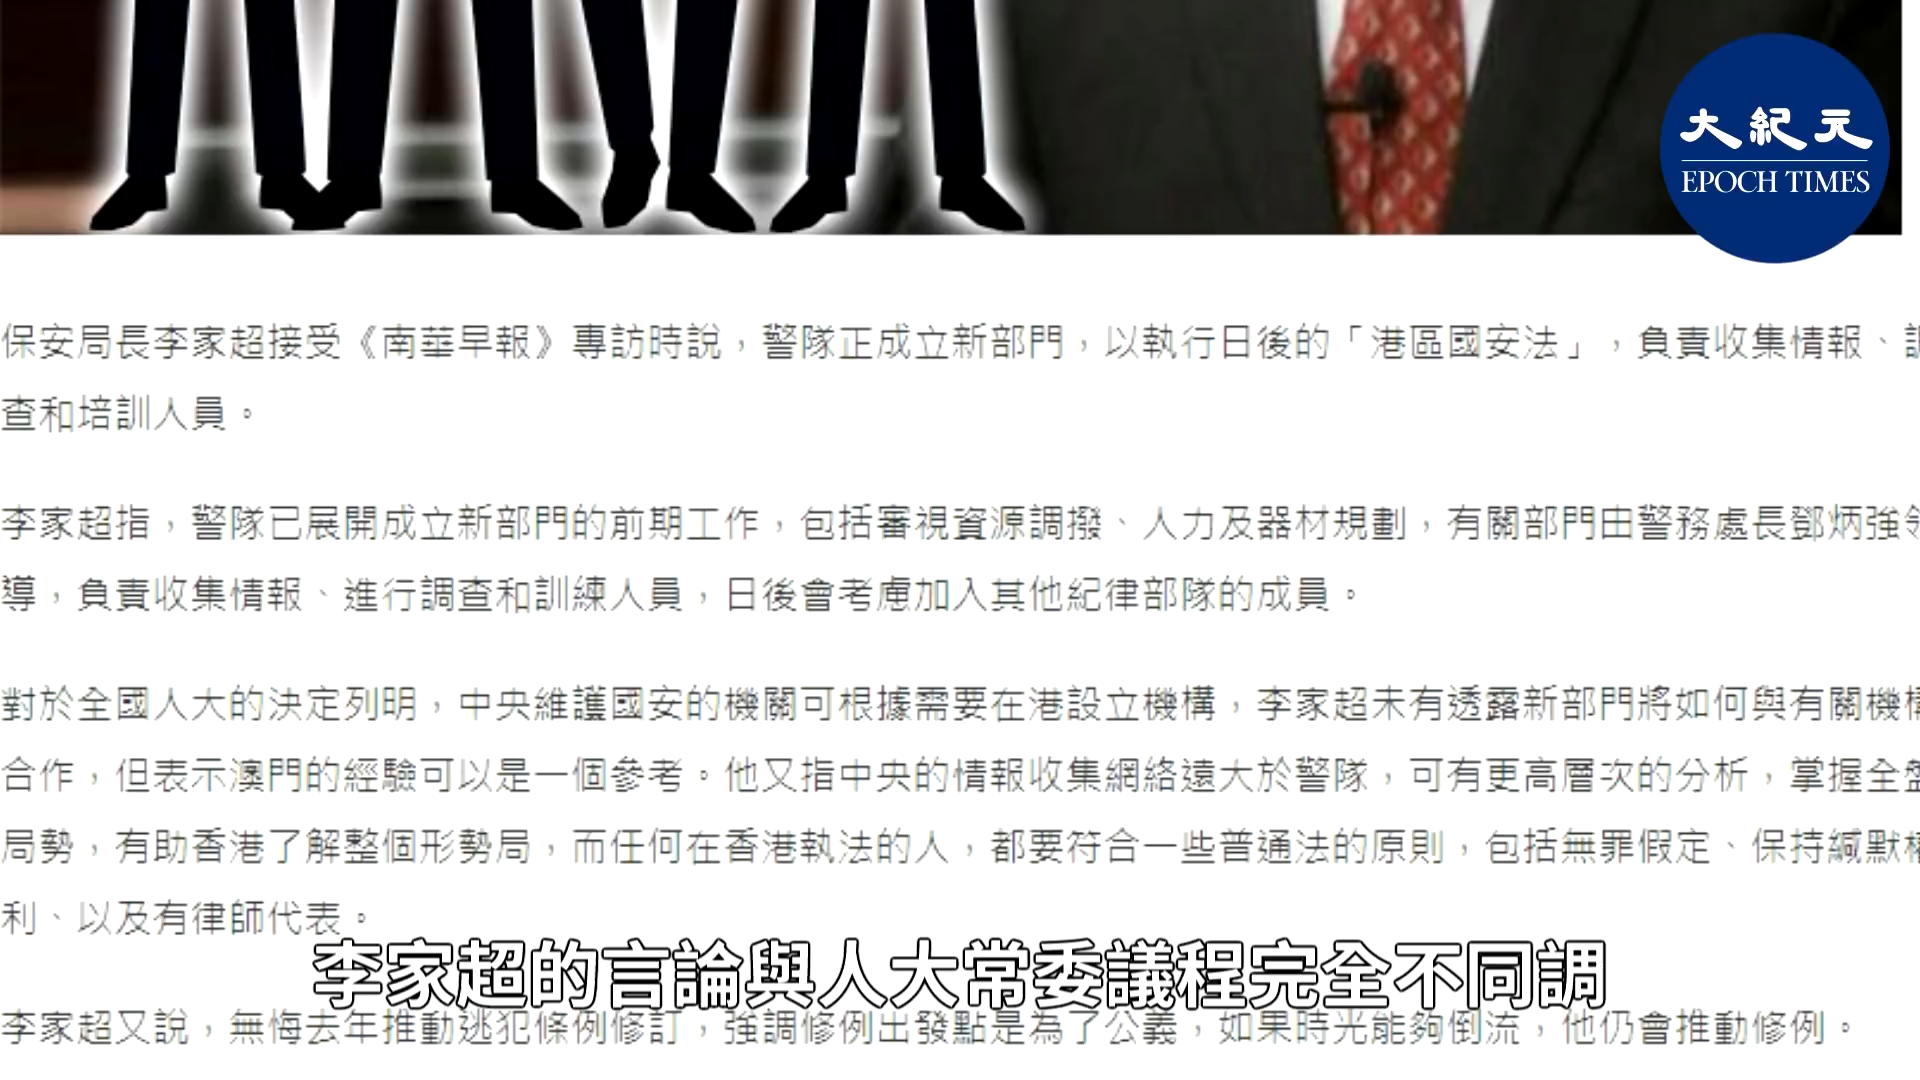 大紀元
EPOCH TIMES
保安局長李家超接受《南華早報》專訪時說，警隊正成立新部門，以執行日後的「港區國安法」，負責收集情報、調
查和培訓人員。
李家超指，警隊已展開成立新部門的前期工作，包括審視資源調撥、人力及器材規劃，有關部門由警務處長鄧炳強領
導，負責收集情報、進行調查和訓練人員，日後會考慮加入其他紀律部隊的成員。
對於全國人大的決定列明，中央維護國安的機關可根據需要在港設立機構，李家超未有透露新部門將如何與有關機構
合作，但表示澳門的經驗可以是一個參考。他又指中央的情報收集網絡遠大於警隊，可有更高層次的分析，掌握全盤
局勢，有助香港了解整個形勢局，而任何在香港執法的人，都要符合一些普通法的原則，包括無罪假定、保持緘默權
利、以及有律師代表。
李家超的言論與人大常委議程完全不同調
李家超又說，無悔去年推動逃犯條例修訂，強調修例出發點是為了公義，如果時光能夠倒流，他仍會推動修例。